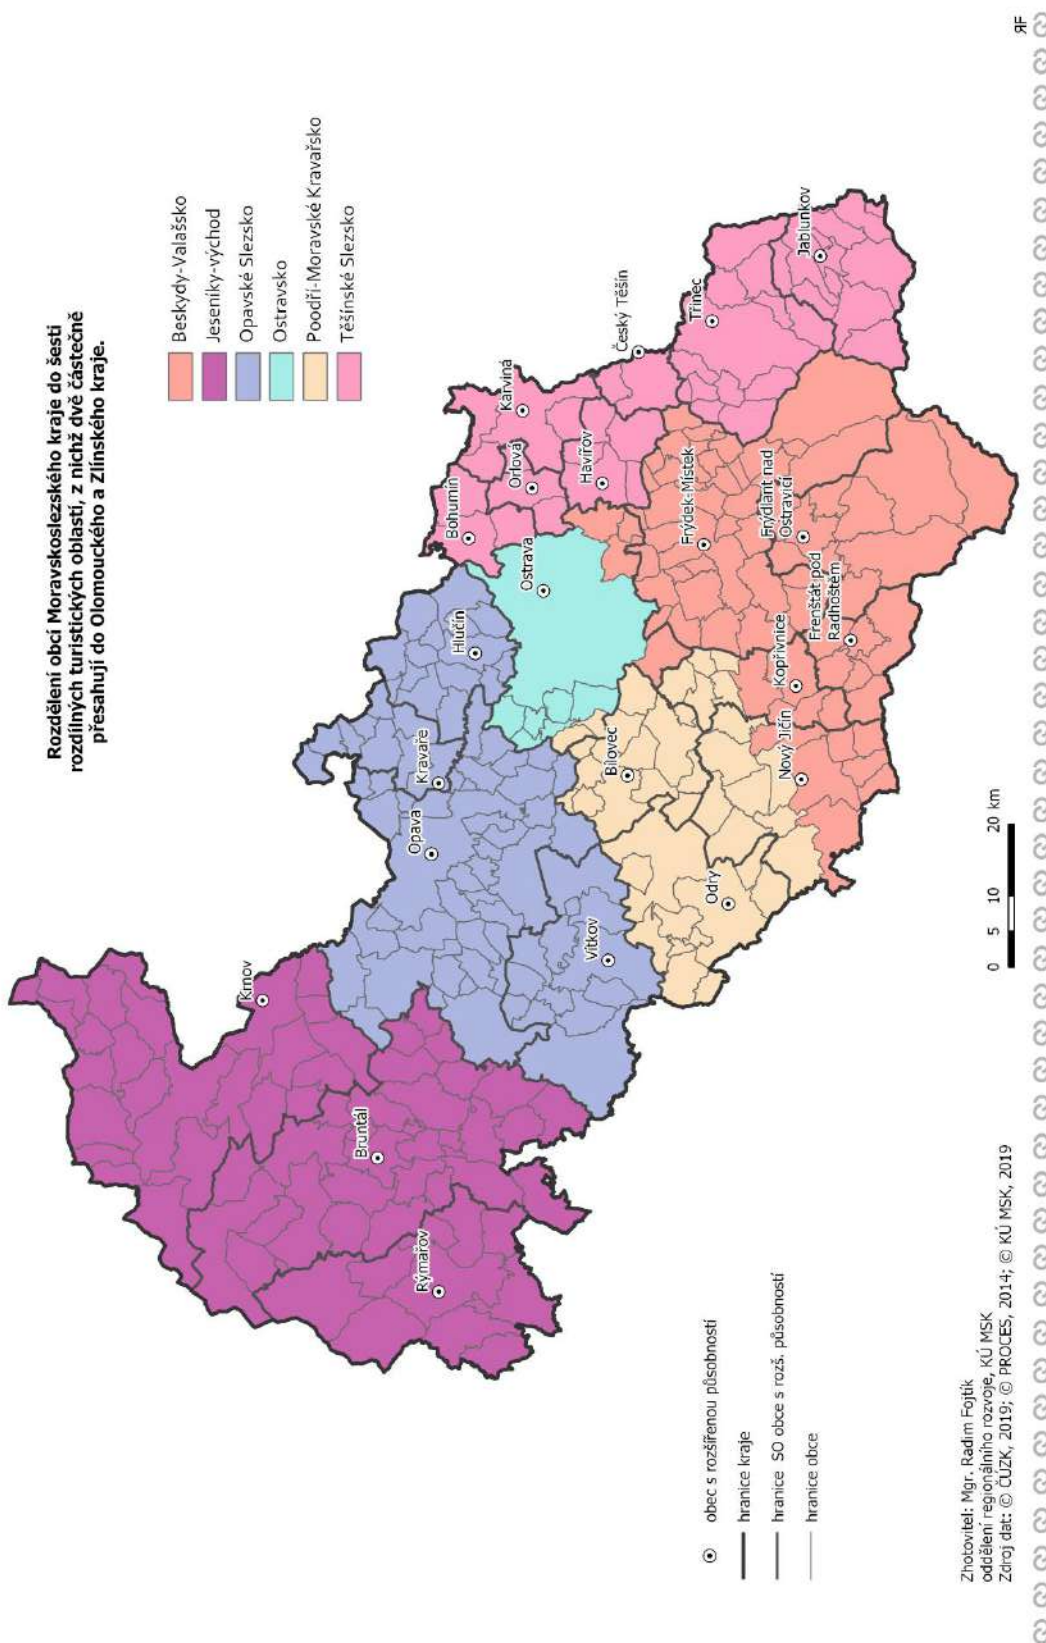 Rozdělení obcí Moravskoslezského kraje do šesti
rozdílných turistických oblastí, z nichž dvě částečně
přesahují do Olomouckého a Zlínského kraje.
Beskydy-Valašsko
Jeseníky-východ
Opavské Slezsko
Ostravsko
Poodří-Moravské Kravařsko
Těšínské Slezsko
Krnov
Bruntál
Rýmařov
Opava
Kravaře
Hlučín
Vítkov
Bohumín
Orlová
Karviná
Havířov
Český Těšín
Třinec
Jablunkov
Ostrava
Bílovec
Odry
Nový Jičín
Kopřivnice
Frenštát pod
Radhoštěm
Frýdlant nad
Ostravicí
Frýdek-Místek
obec s rozšířenou působností
hranice kraje
hranice SO obce s rozš. působností
hranice obce
0 5 10 20 km
Zhotovitel: Mgr. Radim Fojtík
oddělení regionálního rozvoje, KÚ MSK
Zdroj dat: © ČÚZK, 2019; © PROCES, 2014; © KÚ MSK, 2019